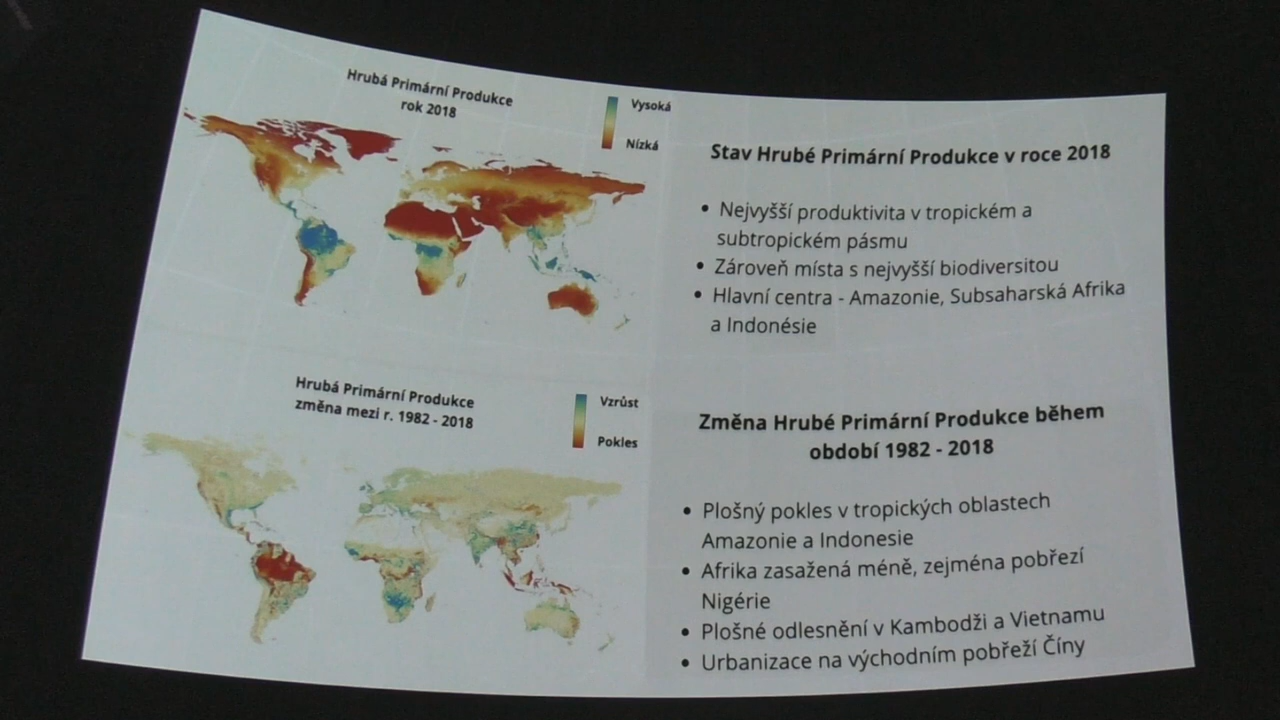 Hrubá Primární Produkce
rok 2018
Vysoká
Nízká
Stav Hrubé Primární Produkce v roce 2018
• Nejvyšší produktivita v tropickém a
subtropickém pásmu
• Zároveň místa s nejvyšší biodiversitou
• Hlavní centra - Amazonie, Subsaharská Afrika
a Indonésie
Hrubá Primární Produkce
změna mezi r. 1982 - 2018
Vzrůst
Pokles
Změna Hrubé Primární Produkce během
období 1982 - 2018
• Plošný pokles v tropických oblastech
Amazonie a Indonesie
• Afrika zasažená méně, zejména pobřezí
Nigérie
• Plošné odlesnění v Kambodži a Vietnamu
• Urbanizace na východním pobřeží Číny